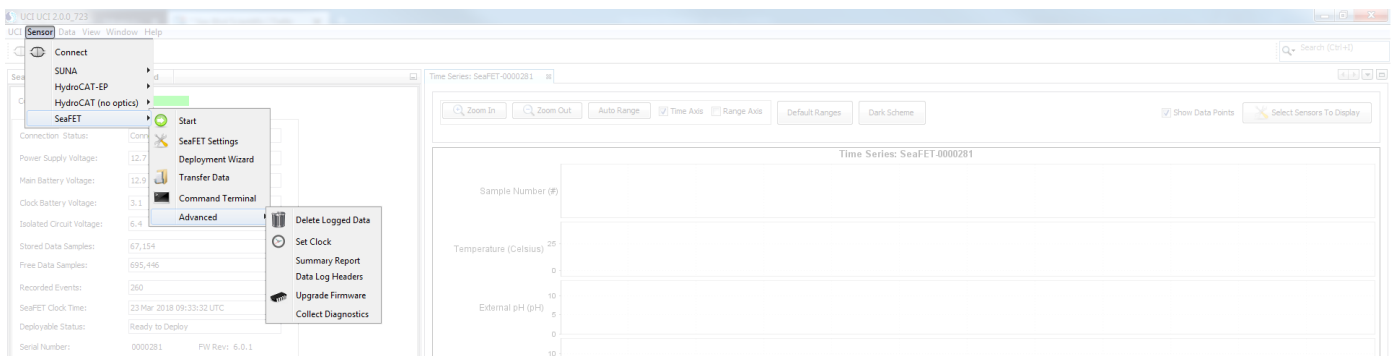 UCI UCI 2.0.0_723
UCI Sensor Data View Window Help
Connect
SUNA
HydroCAT-EP
HydroCAT (no optics)
SeaFET
Start
SeaFET Settings
Deployment Wizard
Transfer Data
Command Terminal
Advanced
Delete Logged Data
Set Clock
Summary Report
Data Log Headers
Upgrade Firmware
Collect Diagnostics
Search (Ctrl+I)
Connection Status:
Power Supply Voltage: 12.7
Main Battery Voltage: 12.9
Clock Battery Voltage: 3.1
Isolated Circuit Voltage: 6.4
Stored Data Samples: 67,154
Free Data Samples: 695,446
Recorded Events: 260
SeaFET Clock Time: 23 Mar 2018 09:33:32 UTC
Deployable Status: Ready to Deploy
Serial Number: 0000281 FW Rev: 6.0.1
Time Series: SeaFET-0000281
Zoom In Zoom Out Auto Range Time Axis Range Axis Default Ranges Dark Scheme Show Data Points Select Sensors To Display
Time Series: SeaFET-0000281
Sample Number (#)
Temperature (Celsius) 25
0
External pH (pH) 10
5
0
10